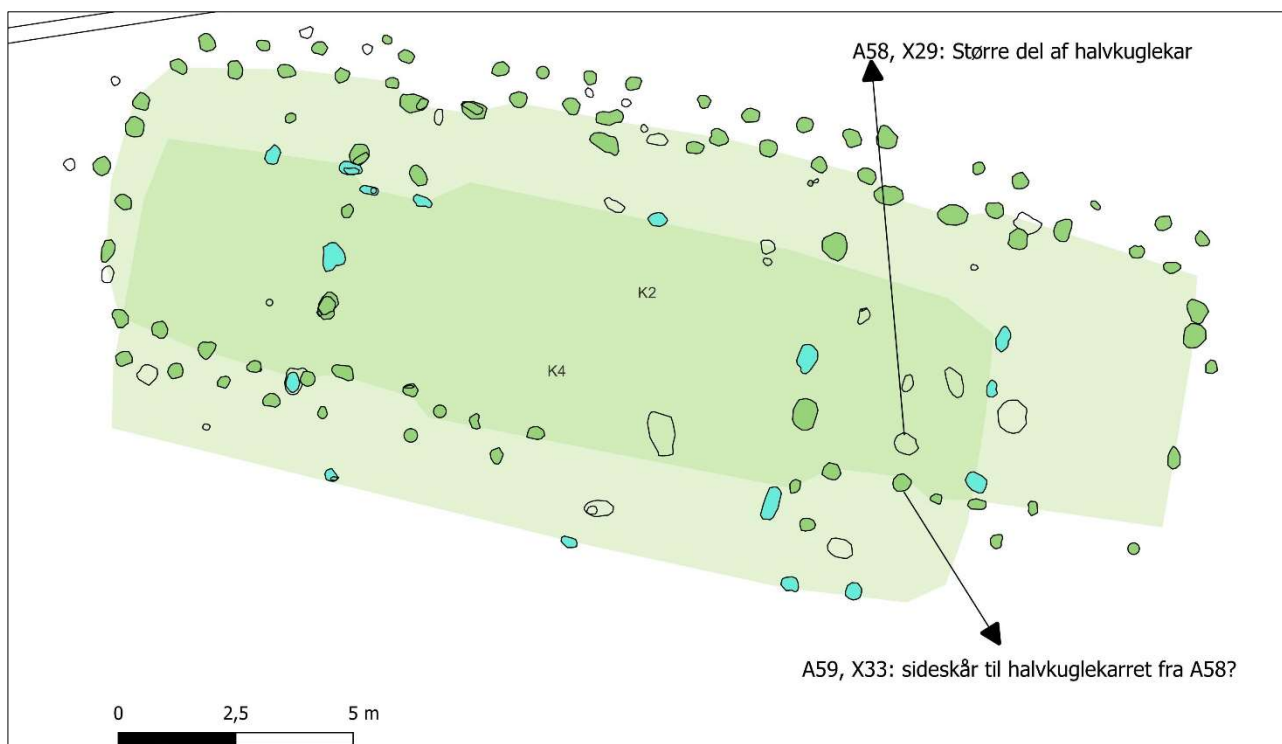 A58, X29: Større del af halvkuglekar
K2
K4
A59, X33: sideskår til halvkuglekarret fra A58?
0 2,5 5 m